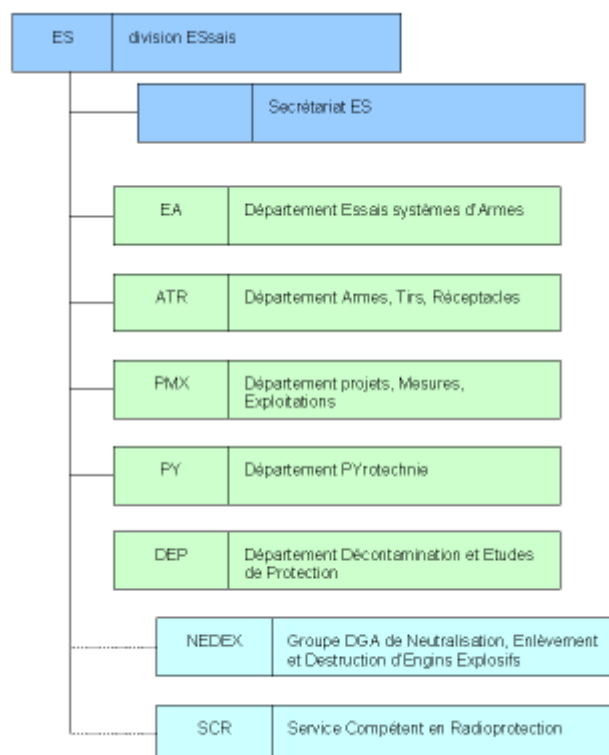 ES division ESsais
Secrétariat ES
EA Département Essais systèmes d'Armes
ATR Département Armes, Tirs, Réceptacles
PMX Département projets, Mesures,
Exploitations
PY Département PYrotechnie
DEP Département Décontamination et Etudes
de Protection
NEDEX Groupe DGA de Neutralisation, Enlèvement
et Destruction d'Engins Explosifs
SCR Service Compétent en Radioprotection